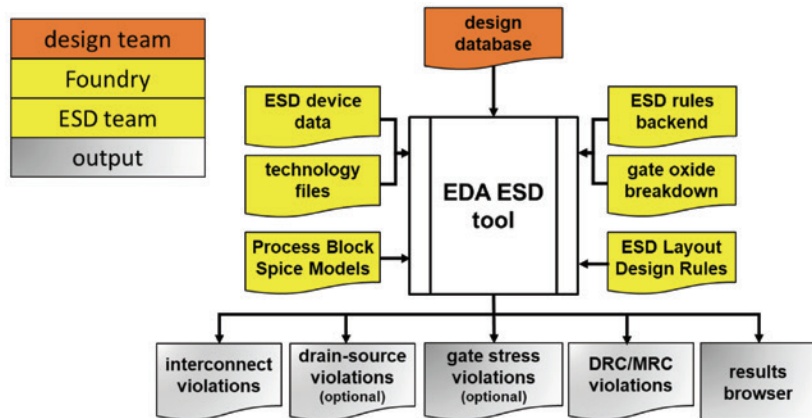 design team
Foundry
ESD team
output
design
database
ESD device
data
technology
files
Process Block
Spice Models
EDA ESD
tool
ESD rules
backend
gate oxide
breakdown
ESD Layout
Design Rules
interconnect
violations
drain-source
violations
(optional)
gate stress
violations
(optional)
DRC/MRC
violations
results
browser